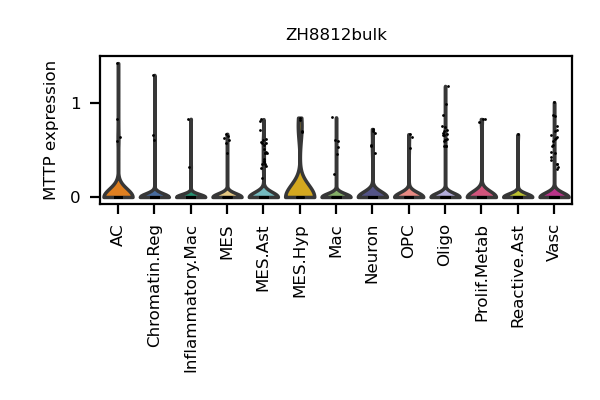 ZH8812bulk
MTTP expression
1
0
AC
Chromatin.Reg
Inflammatory.Mac
MES
MES.Ast
MES.Hyp
Mac
Neuron
OPC
Oligo
Prolif.Metab
Reactive.Ast
Vasc